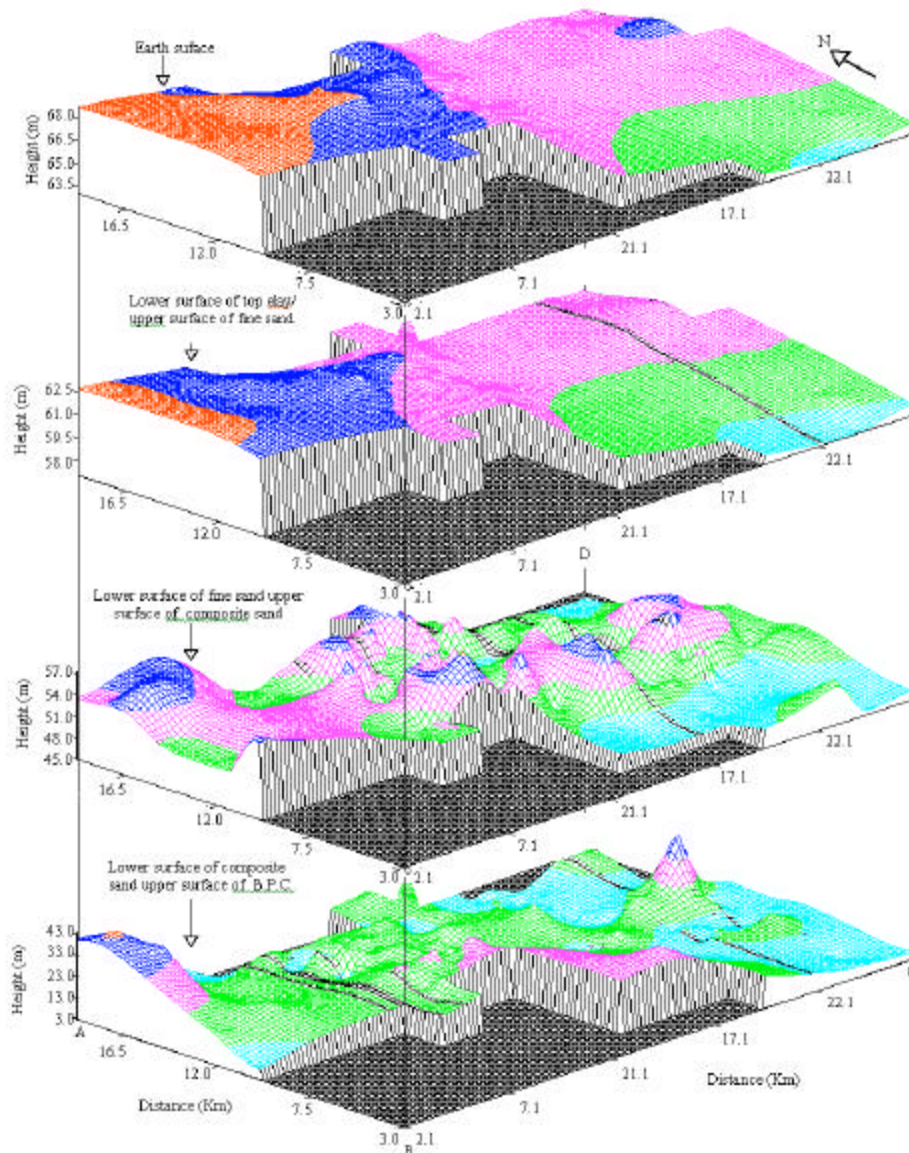 Earth suface
N
Height (m)
68.0
66.5
65.0
63.5
16.5
12.0
7.5
3.0 2.1
7.1
21.1
17.1
22.1
Lower surface of top clay/
upper surface of fine sand
Height (m)
62.5
61.0
59.5
58.0
16.5
12.0
7.5
3.0 2.1
7.1
21.1
17.1
22.1
D
Lower surface of fine sand upper
surface of composite sand
Height (m)
57.0
54.0
51.0
48.0
45.0
16.5
12.0
7.5
3.0 2.1
7.1
21.1
17.1
22.1
Lower surface of composite
sand upper surface of B.P.C.
Height (m)
43.0
33.0
23.0
13.0
3.0
A
16.5
12.0
7.5
3.0 2.1
B
7.1
21.1
17.1
22.1
Distance (Km)
Distance (Km)